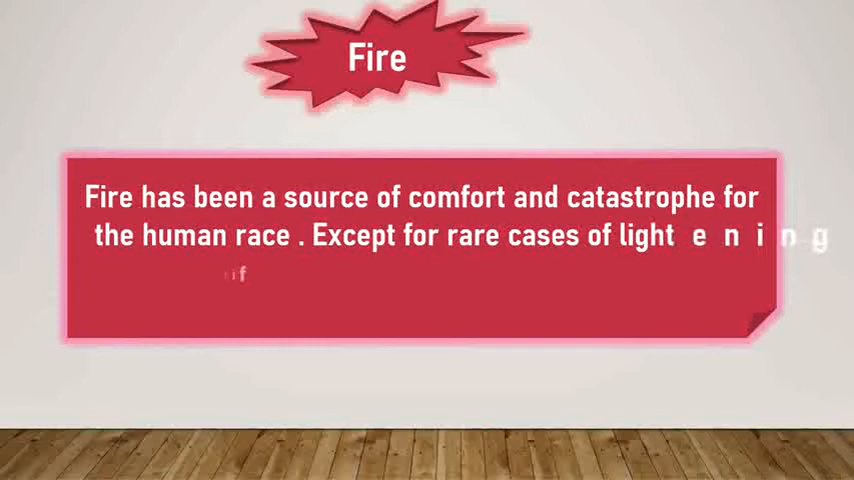 Fire
Fire has been a source of comfort and catastrophe for
the human race . Except for rare cases of lightening
if